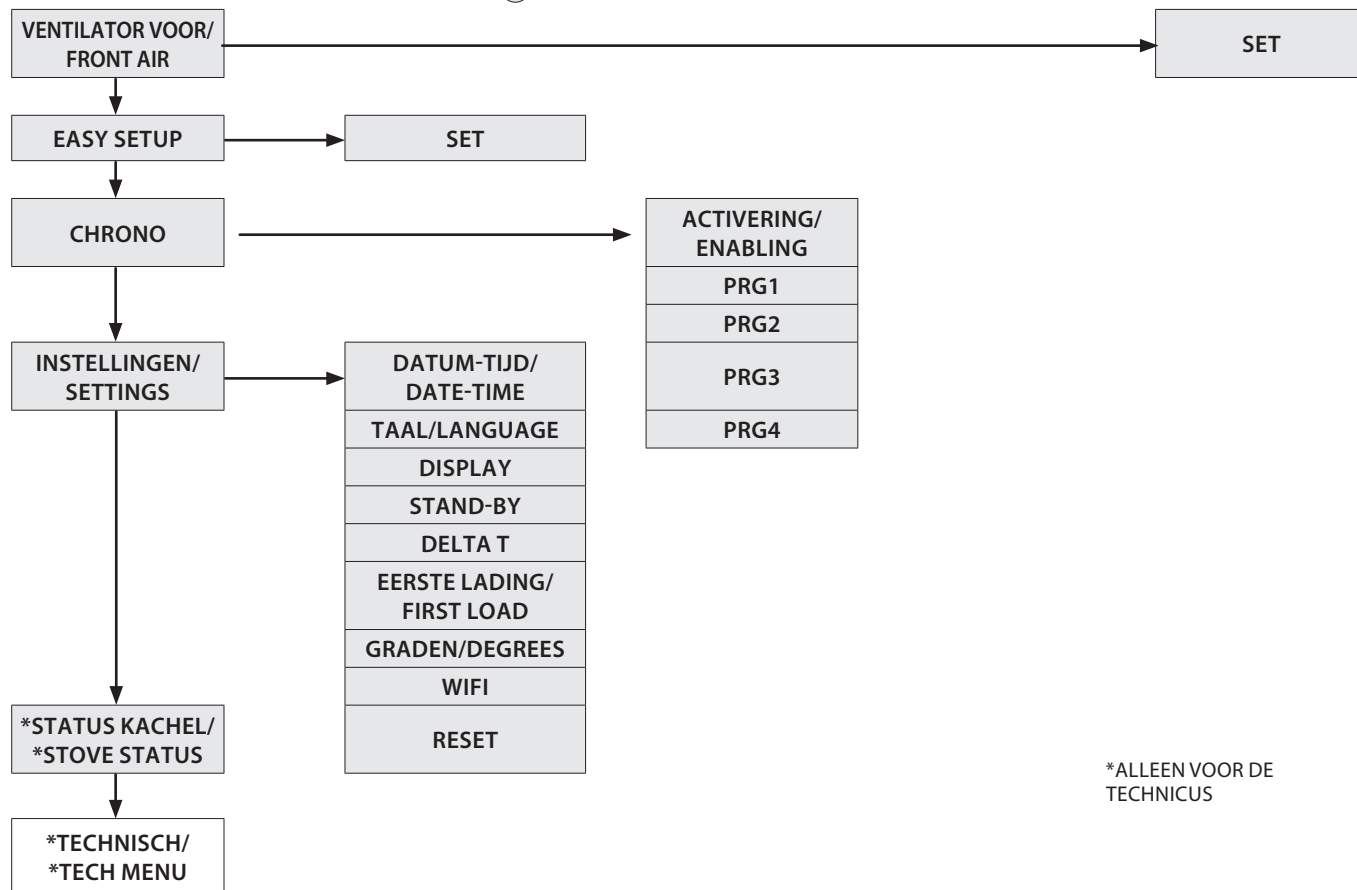 VENTILATOR VOOR/
FRONT AIR
SET
EASY SETUP
SET
CHRONO
ACTIVERING/
ENABLING
PRG1
PRG2
PRG3
PRG4
INSTELLINGEN/
SETTINGS
DATUM-TIJD/
DATE-TIME
TAAL/LANGUAGE
DISPLAY
STAND-BY
DELTA T
EERSTE LADING/
FIRST LOAD
GRADEN/DEGREES
WIFI
RESET
*STATUS KACHEL/
*STOVE STATUS
*TECHNISCH/
*TECH MENU
*ALLEEN VOOR DE
TECHNICUS